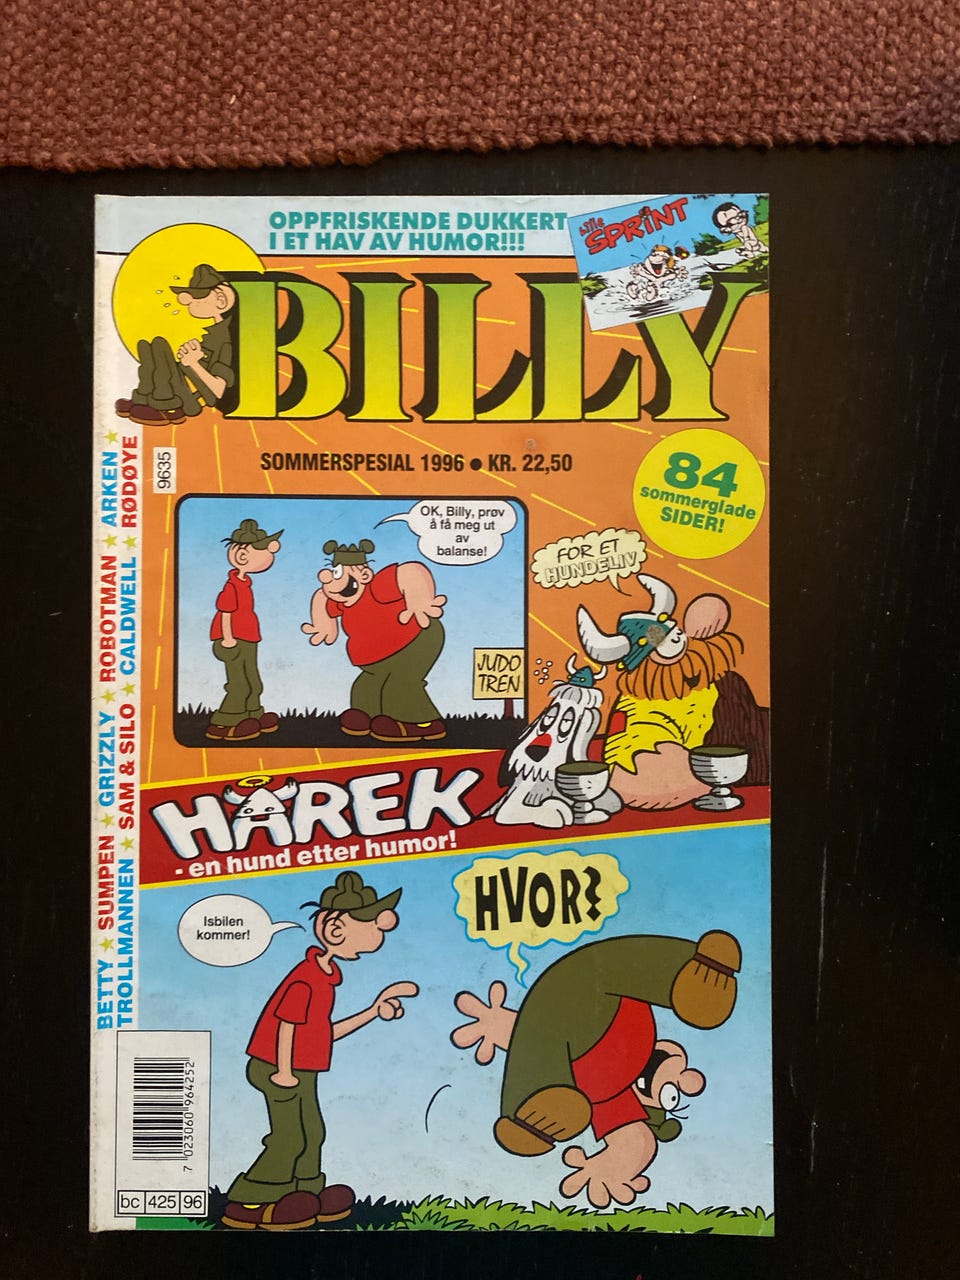 OPPFRISKENDE DUKKERT
I ET HAV AV HUMOR!!!
lille
SPRiNT
BILLY
SOMMERSPESIAL 1996 ● KR. 22,50
9635
84
sommerglade
SIDER!
OK, Billy, prøv
å få meg ut
av
balanse!
JUDO
TREN
FOR ET
HUNDELIV
HÅREK
- en hund etter humor!
BETTY ★ SUMPEN ★ GRIZZLY ★ ROBOTMAN ★ ARKEN ★
TROLLMANNEN ★ SAM & SILO ★ CALDWELL ★ RØDØYE
Isbilen
kommer!
HVOR?
7 023060 964252
bc 425 96